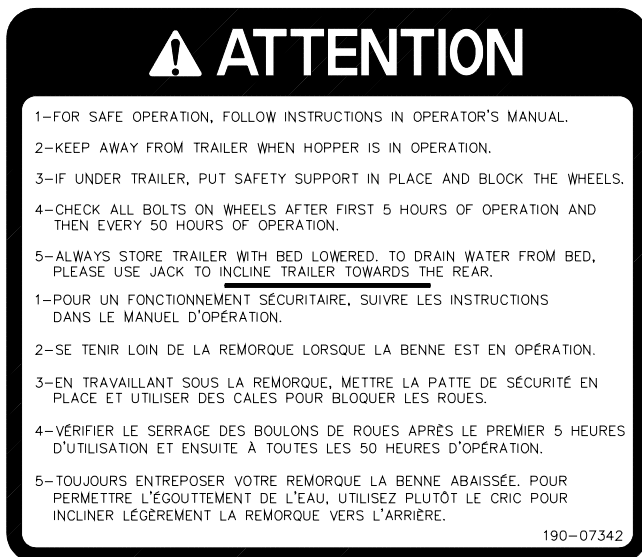 ATTENTION
1-FOR SAFE OPERATION, FOLLOW INSTRUCTIONS IN OPERATOR'S MANUAL.
2-KEEP AWAY FROM TRAILER WHEN HOPPER IS IN OPERATION.
3-IF UNDER TRAILER, PUT SAFETY SUPPORT IN PLACE AND BLOCK THE WHEELS.
4-CHECK ALL BOLTS ON WHEELS AFTER FIRST 5 HOURS OF OPERATION AND
THEN EVERY 50 HOURS OF OPERATION.
5-ALWAYS STORE TRAILER WITH BED LOWERED. TO DRAIN WATER FROM BED,
PLEASE USE JACK TO INCLINE TRAILER TOWARDS THE REAR.
1-POUR UN FONCTIONNEMENT SÉCURITAIRE, SUIVRE LES INSTRUCTIONS
DANS LE MANUEL D'OPÉRATION.
2-SE TENIR LOIN DE LA REMORQUE LORSQUE LA BENNE EST EN OPÉRATION.
3-EN TRAVAILLANT SOUS LA REMORQUE, METTRE LA PATTE DE SÉCURITÉ EN
PLACE ET UTILISER DES CALES POUR BLOQUER LES ROUES.
4-VÉRIFIER LE SERRAGE DES BOULONS DE ROUES APRÈS LE PREMIER 5 HEURES
D'UTILISATION ET ENSUITE À TOUTES LES 50 HEURES D'OPÉRATION.
5-TOUJOURS ENTREPOSER VOTRE REMORQUE LA BENNE ABAISSÉE. POUR
PERMETTRE L'ÉGOUTTEMENT DE L'EAU, UTILISEZ PLUTÔT LE CRIC POUR
INCLINER LÉGÈREMENT LA REMORQUE VERS L'ARRIÈRE.
190-07342